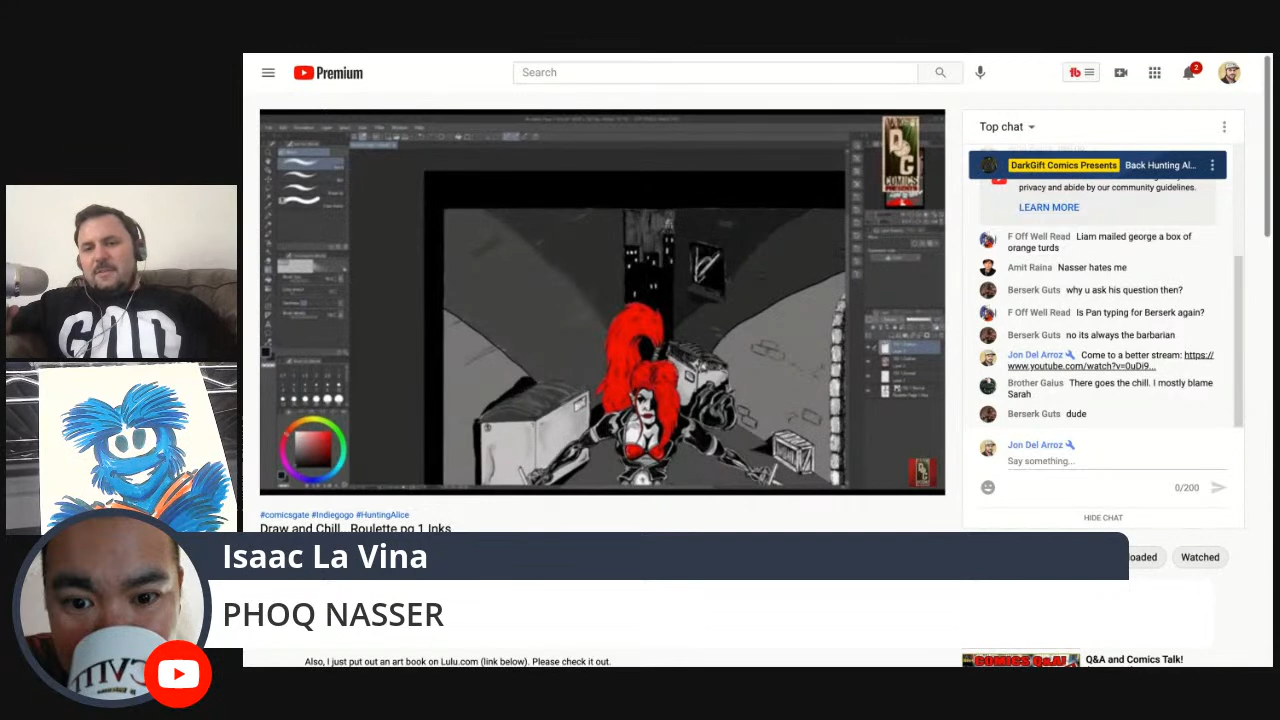 Premium
Search
2
Top chat
DarkGift Comics Presents Back Hunting Al...
privacy and abide by our community guidelines.
LEARN MORE
F Off Well Read Liam mailed george a box of
orange turds
Amit Raina Nasser hates me
Berserk Guts why u ask his question then?
F Off Well Read Is Pan typing for Berserk again?
Berserk Guts no its always the barbarian
Jon Del Arroz Come to a better stream: https://
www.youtube.com/watch?v=0uDi9...
Brother Galus There goes the chill. I mostly blame
Sarah
Berserk Guts dude
Jon Del Arroz
Say something...
0/200
HIDE CHAT
D&C
COMICS
PRESENTS
GOD
#comicsgate #Indiegogo #HuntingAlice
Draw and Chill.. Roulette pg 1 Inks
oaded
Watched
Isaac La Vina
PHOQ NASSER
Also, I just put out an art book on Lulu.com (link below). Please check it out.
COMICS Q&A!
Q&A and Comics Talk!